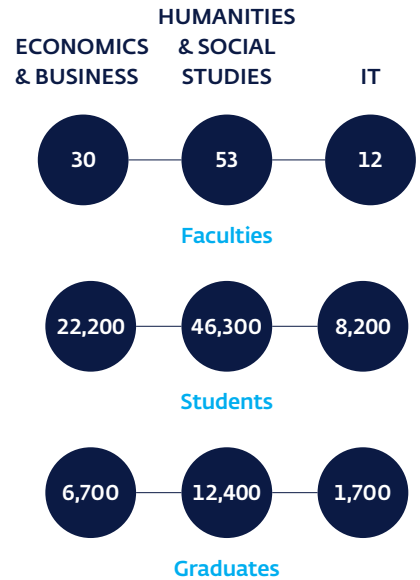 ECONOMICS
& BUSINESS
HUMANITIES
& SOCIAL
STUDIES
IT
30
53
12
Faculties
22,200
46,300
8,200
Students
6,700
12,400
1,700
Graduates